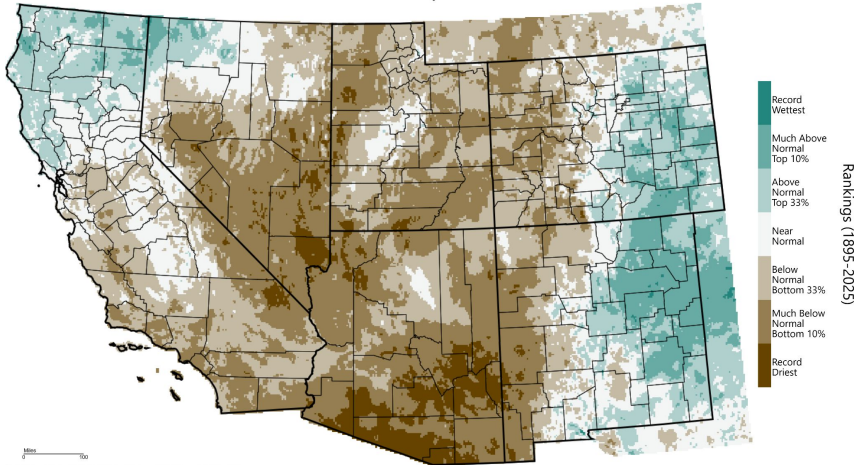 Record
Wettest
Much Above
Normal
Top 10%
Above
Normal
Top 33%
Near
Normal
Below
Normal
Bottom 33%
Much Below
Normal
Bottom 10%
Record
Driest
Rankings (1895-2025)
Miles
0 100